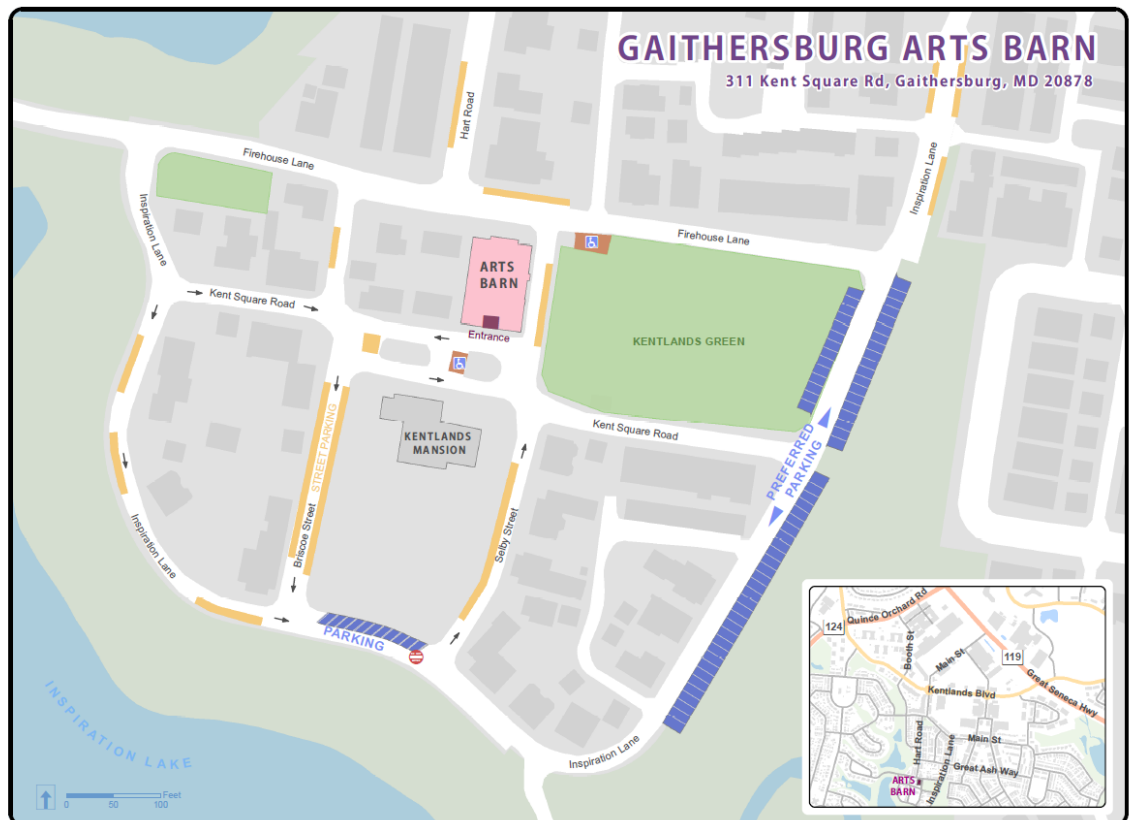 GAITHERSBURG ARTS BARN
311 Kent Square Rd, Gaithersburg, MD 20878
Hart Road
Inspiration Lane
Firehouse Lane
Inspiration Lane
Firehouse Lane
ARTS
BARN
Kent Square Road
Entrance
KENTLANDS GREEN
STREET PARKING
KENTLANDS
MANSION
Kent Square Road
PREFERRED
PARKING
Briscoe Street
Selby Street
Inspiration Lane
PARKING
INSPIRATION LAKE
Inspiration Lane
Feet
0 50 100
Quince Orchard Rd
124
Booth St
Main St
119
Great Seneca Hwy
Kentlands Blvd
Hart Road
Main St
Inspiration Lane
Great Ash Way
ARTS
BARN